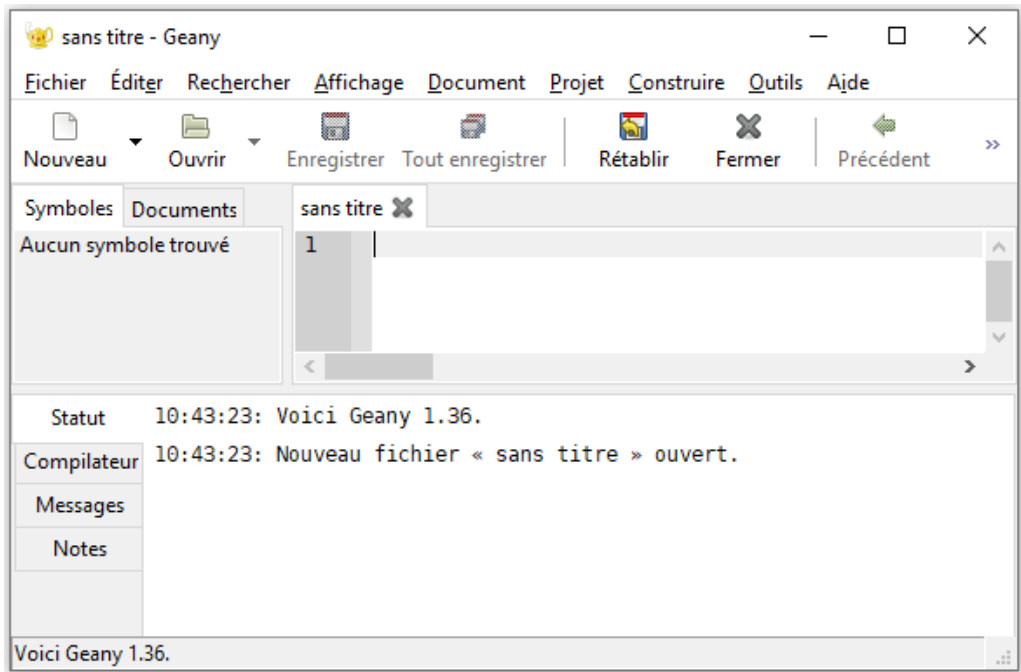 sans titre - Geany
Fichier Éditer Rechercher Affichage Document Projet Construire Outils Aide
Nouveau Ouvrir Enregistrer Tout enregistrer Rétablir Fermer Précédent »
Symboles Documents sans titre
Aucun symbole trouvé 1
Statut 10:43:23: Voici Geany 1.36.
Compilateur 10:43:23: Nouveau fichier « sans titre » ouvert.
Messages
Notes
Voici Geany 1.36.